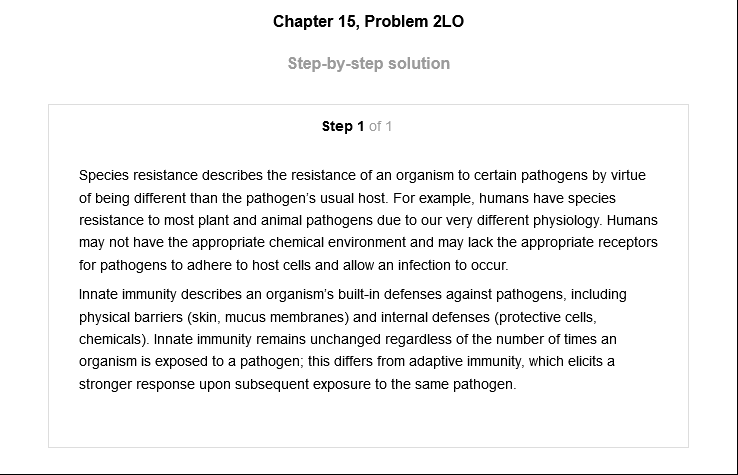 Chapter 15, Problem 2LO
Step-by-step solution
Step 1 of 1
Species resistance describes the resistance of an organism to certain pathogens by virtue
of being different than the pathogen's usual host. For example, humans have species
resistance to most plant and animal pathogens due to our very different physiology. Humans
may not have the appropriate chemical environment and may lack the appropriate receptors
for pathogens to adhere to host cells and allow an infection to occur.
Innate immunity describes an organism's built-in defenses against pathogens, including
physical barriers (skin, mucus membranes) and internal defenses (protective cells,
chemicals). Innate immunity remains unchanged regardless of the number of times an
organism is exposed to a pathogen; this differs from adaptive immunity, which elicits a
stronger response upon subsequent exposure to the same pathogen.